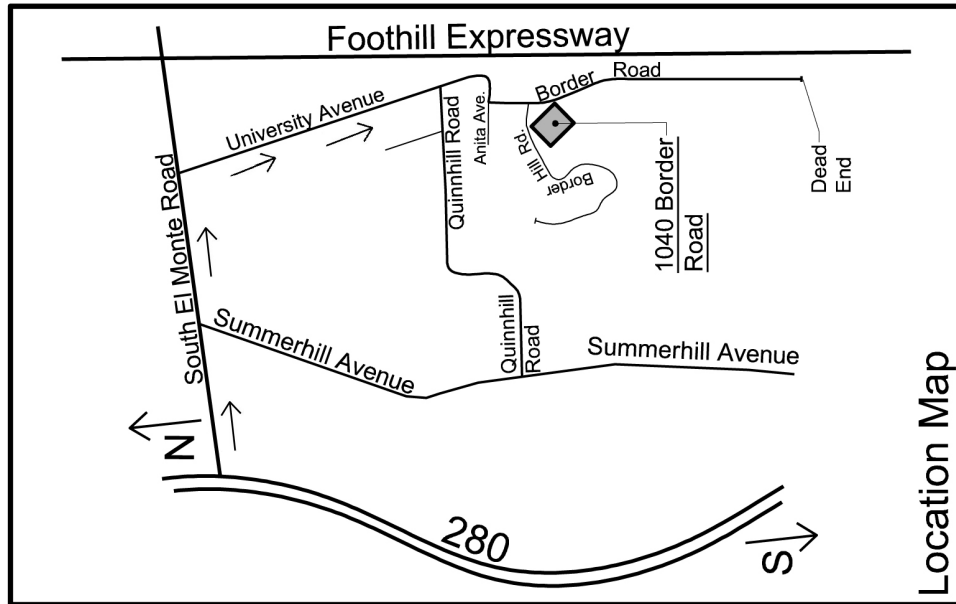 Foothill Expressway
University Avenue
Border
Road
Quinnhill Road
Anita Ave.
Hill Rd.
Border
1040 Border
Road
Dead
End
South El Monte Road
Summerhill Avenue
Quinnhill
Road
Summerhill Avenue
N
280
S
Location Map